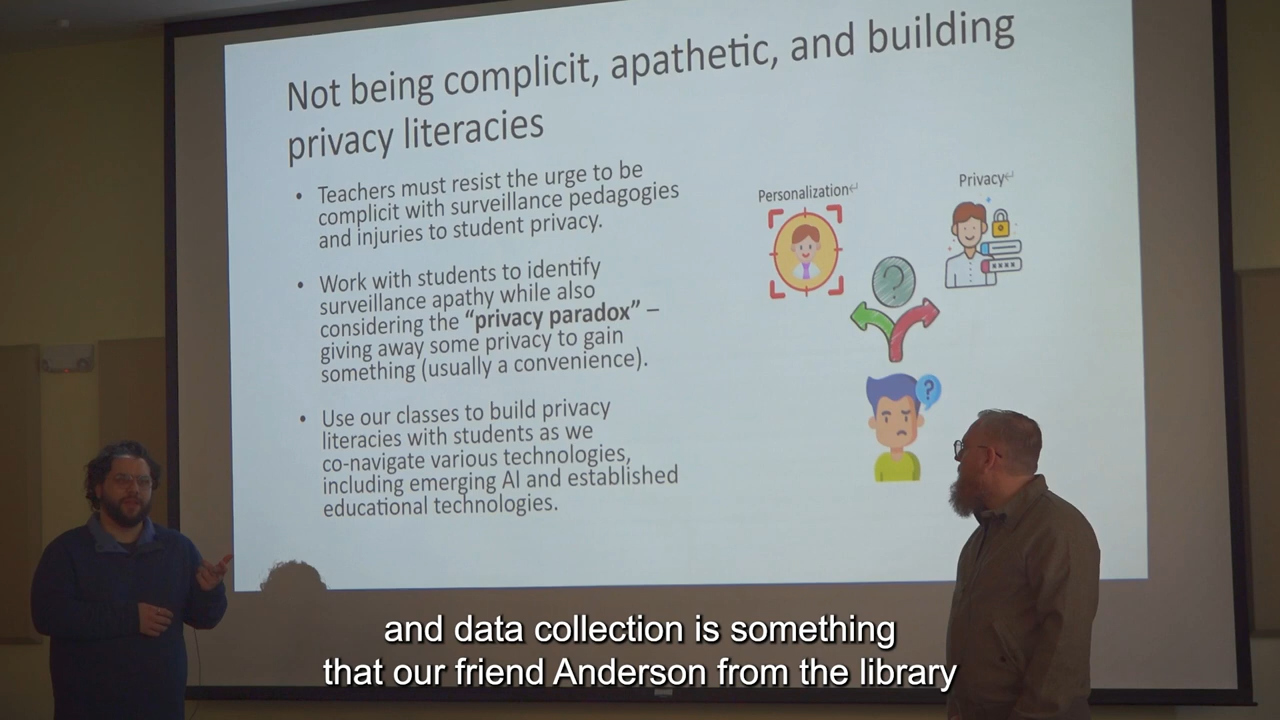 Not being complicit, apathetic, and building
privacy literacies
• Teachers must resist the urge to be
complicit with surveillance pedagogies
and injuries to student privacy.
• Work with students to identify
surveillance apathy while also
considering the “privacy paradox” –
giving away some privacy to gain
something (usually a convenience).
• Use our classes to build privacy
literacies with students as we
co-navigate various technologies,
including emerging AI and established
educational technologies.
Personalization↵
Privacy↵
?
?
****
and data collection is something
that our friend Anderson from the library